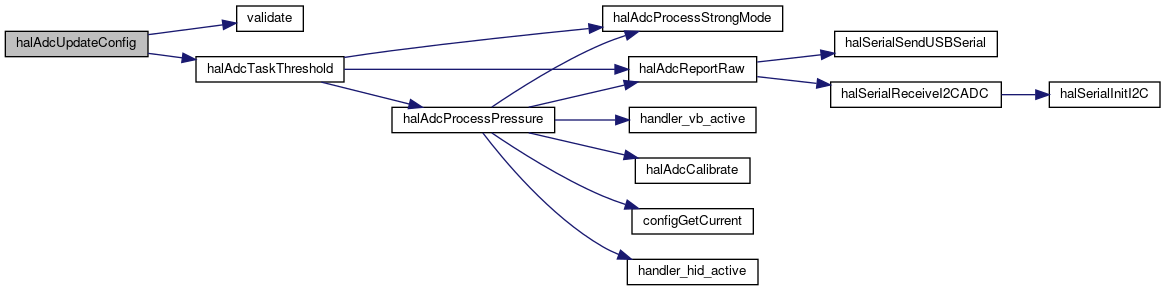 halAdcUpdateConfig
validate
halAdcTaskThreshold
halAdcProcessPressure
halAdcProcessStrongMode
halAdcReportRaw
handler_vb_active
halAdcCalibrate
configGetCurrent
handler_hid_active
halSerialSendUSBSerial
halSerialReceiveI2CADC
halSerialInitI2C